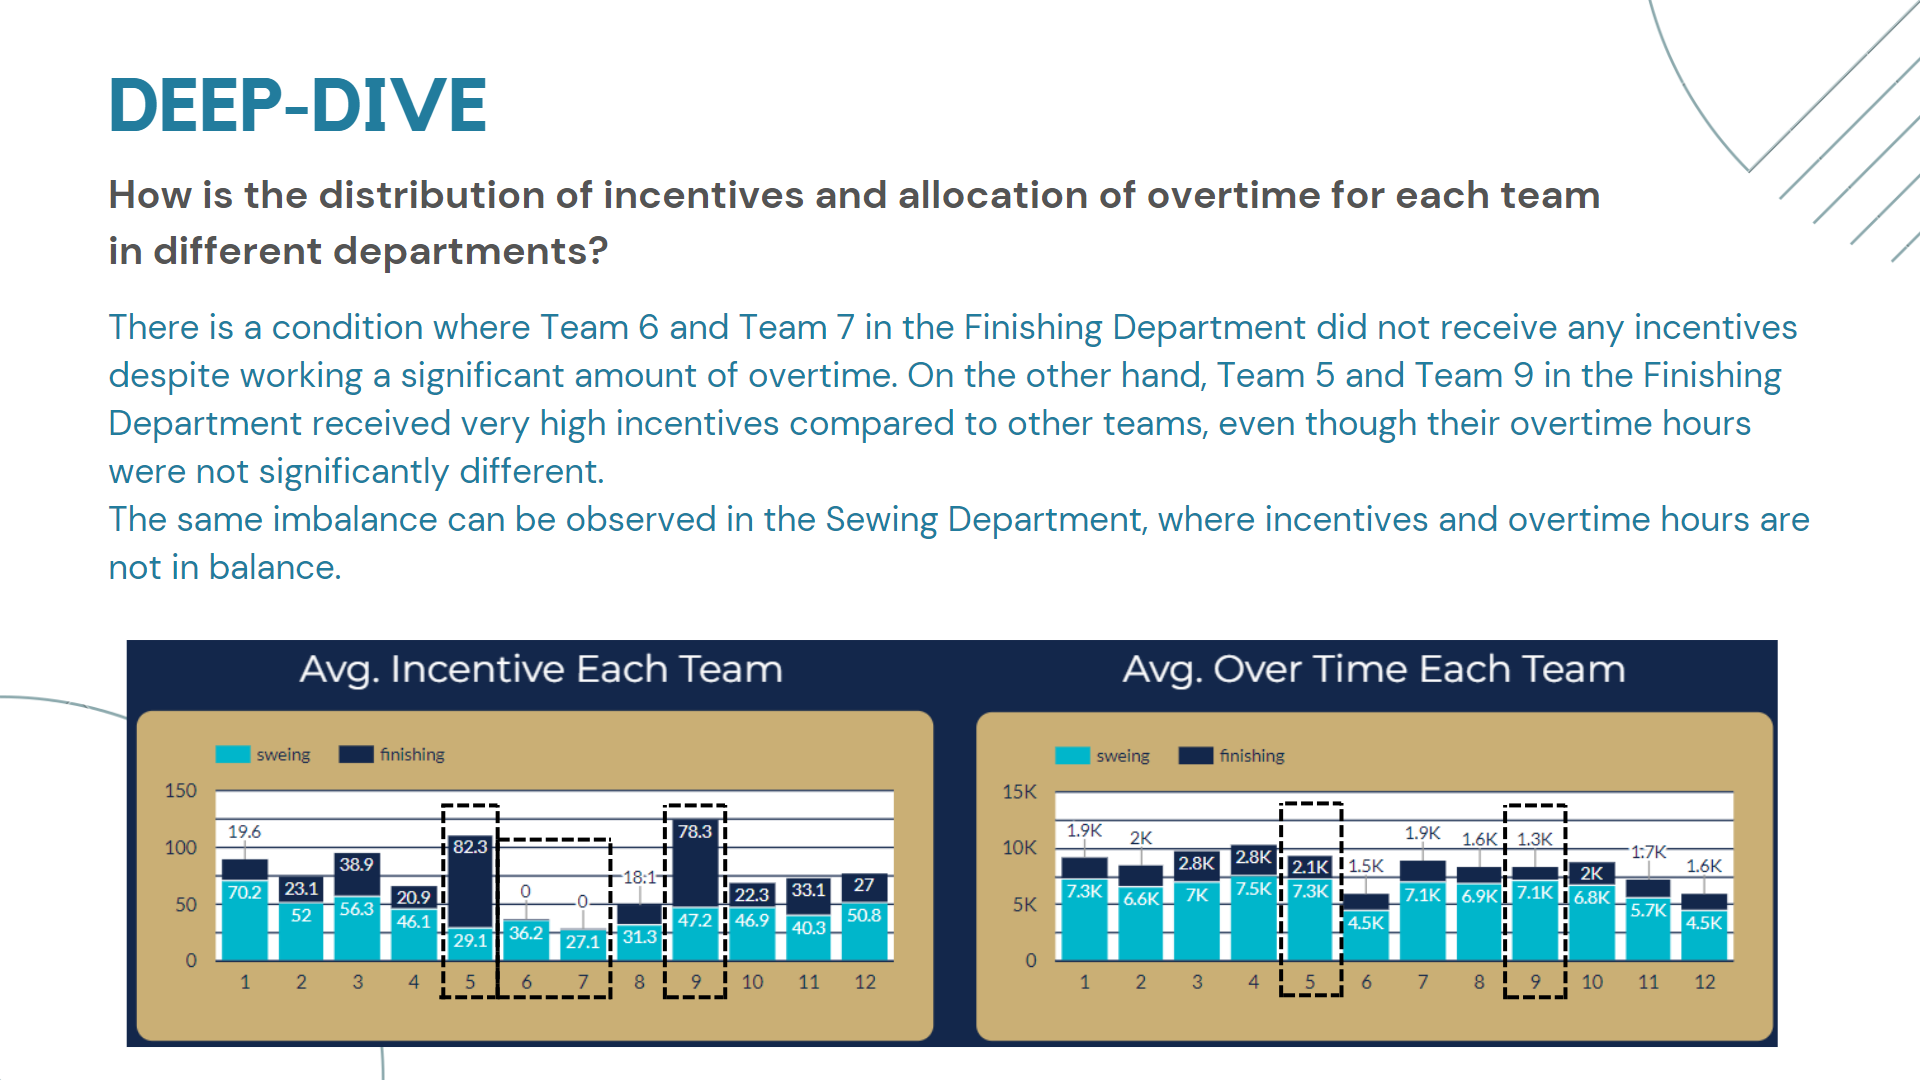 DEEP-DIVE
How is the distribution of incentives and allocation of overtime for each team
in different departments?
There is a condition where Team 6 and Team 7 in the Finishing Department did not receive any incentives
despite working a significant amount of overtime. On the other hand, Team 5 and Team 9 in the Finishing
Department received very high incentives compared to other teams, even though their overtime hours
were not significantly different.
The same imbalance can be observed in the Sewing Department, where incentives and overtime hours are
not in balance.
Avg. Incentive Each Team
sweing finishing
150
100
50
0
19.6 23.1 38.9 20.9 82.3 0 0 18.1 78.3 22.3 33.1 27
70.2 52 56.3 46.1 29.1 36.2 27.1 31.3 47.2 46.9 40.3 50.8
1 2 3 4 5 6 7 8 9 10 11 12
Avg. Over Time Each Team
sweing finishing
15K
10K
5K
0
1.9K 2K 2.8K 2.8K 2.1K 1.5K 1.9K 1.6K 1.3K 2K 1.7K 1.6K
7.3K 6.6K 7K 7.5K 7.3K 4.5K 7.1K 6.9K 7.1K 6.8K 5.7K 4.5K
1 2 3 4 5 6 7 8 9 10 11 12